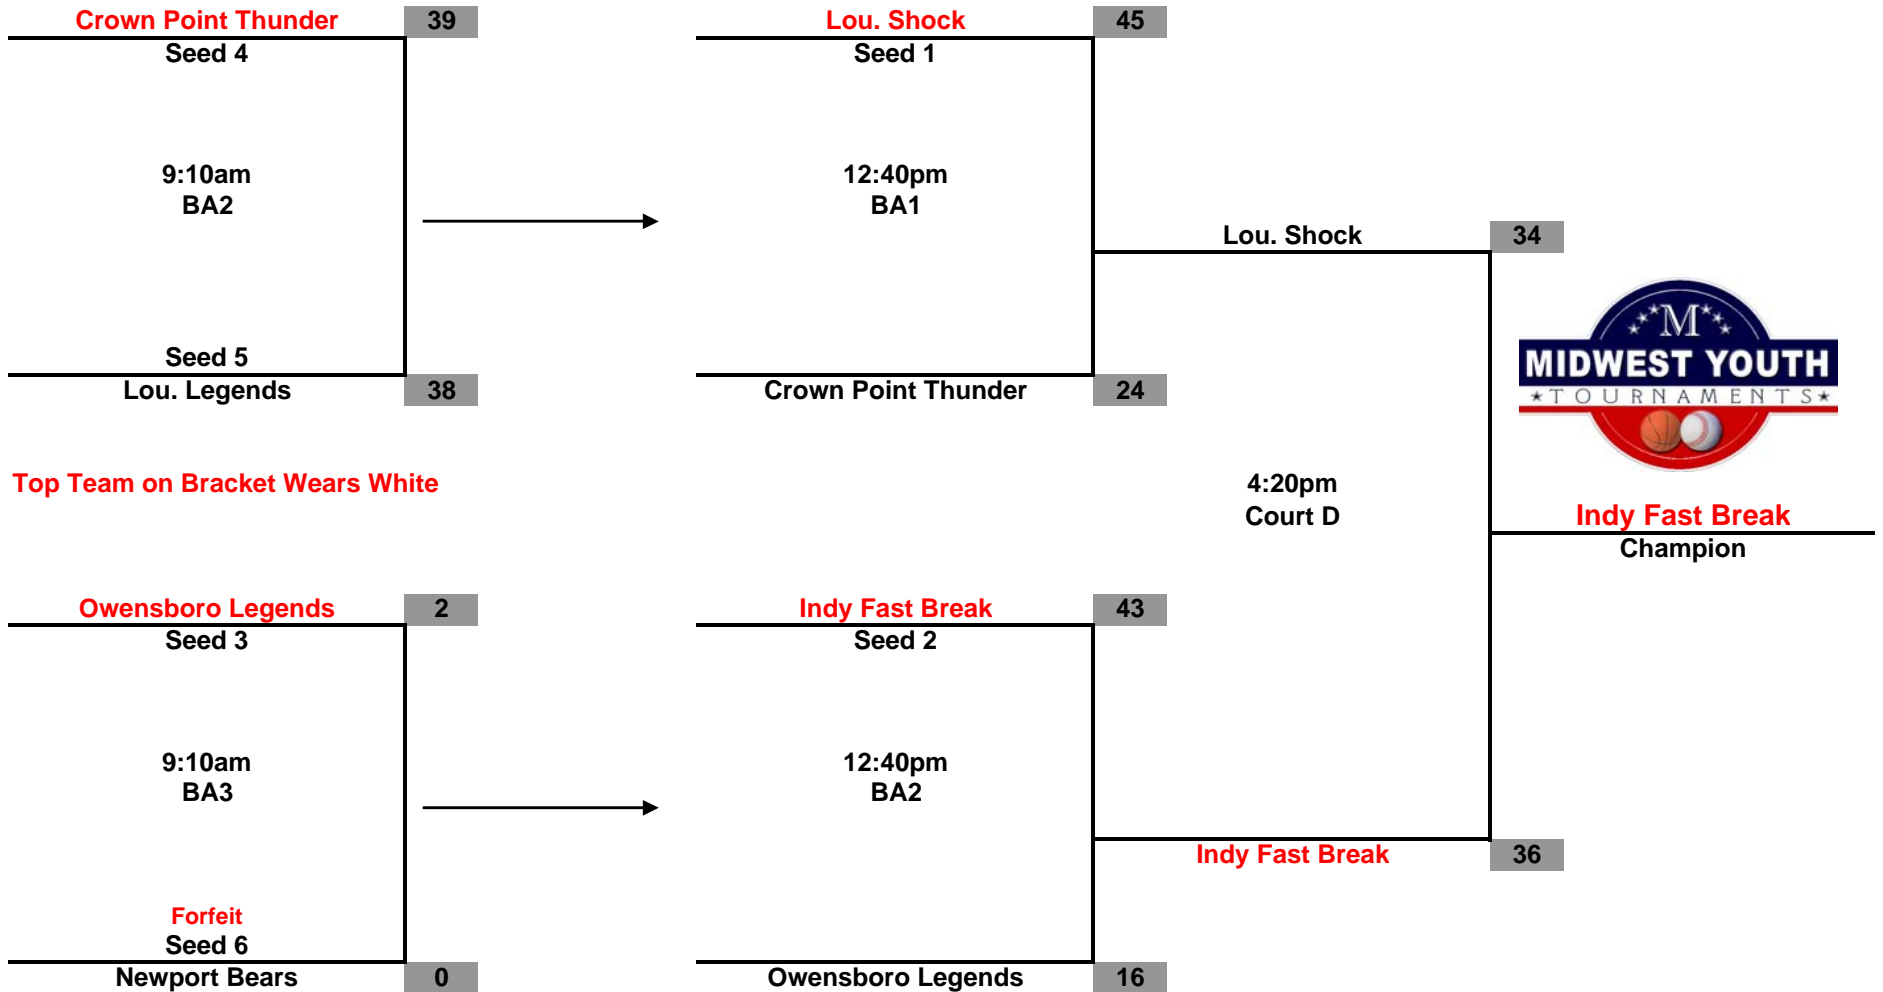 Crown Point Thunder 39
Seed 4
9:10am
BA2
Seed 5
Lou. Legends 38
Lou. Shock 45
Seed 1
12:40pm
BA1
Crown Point Thunder 24
Lou. Shock 34
M
MIDWEST YOUTH
★TOURNAMENTS★
Top Team on Bracket Wears White
4:20pm
Court D
Indy Fast Break
Champion
Owensboro Legends 2
Seed 3
9:10am
BA3
Forfeit
Seed 6
Newport Bears 0
Indy Fast Break 43
Seed 2
12:40pm
BA2
Owensboro Legends 16
Indy Fast Break 36